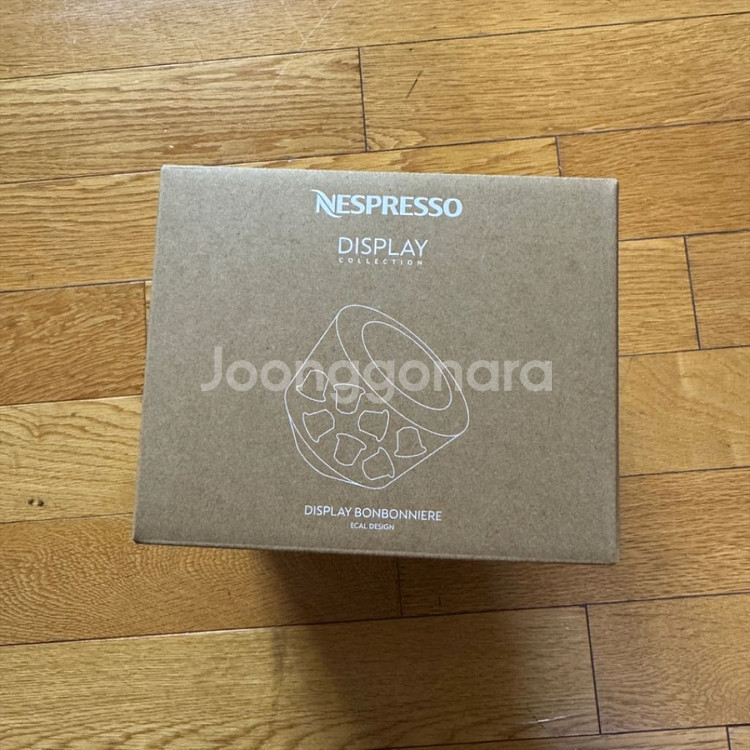 NESPRESSO
DISPLAY
COLLECTION
Joonggonara
DISPLAY BONBONNIERE
ECAL DESIGN